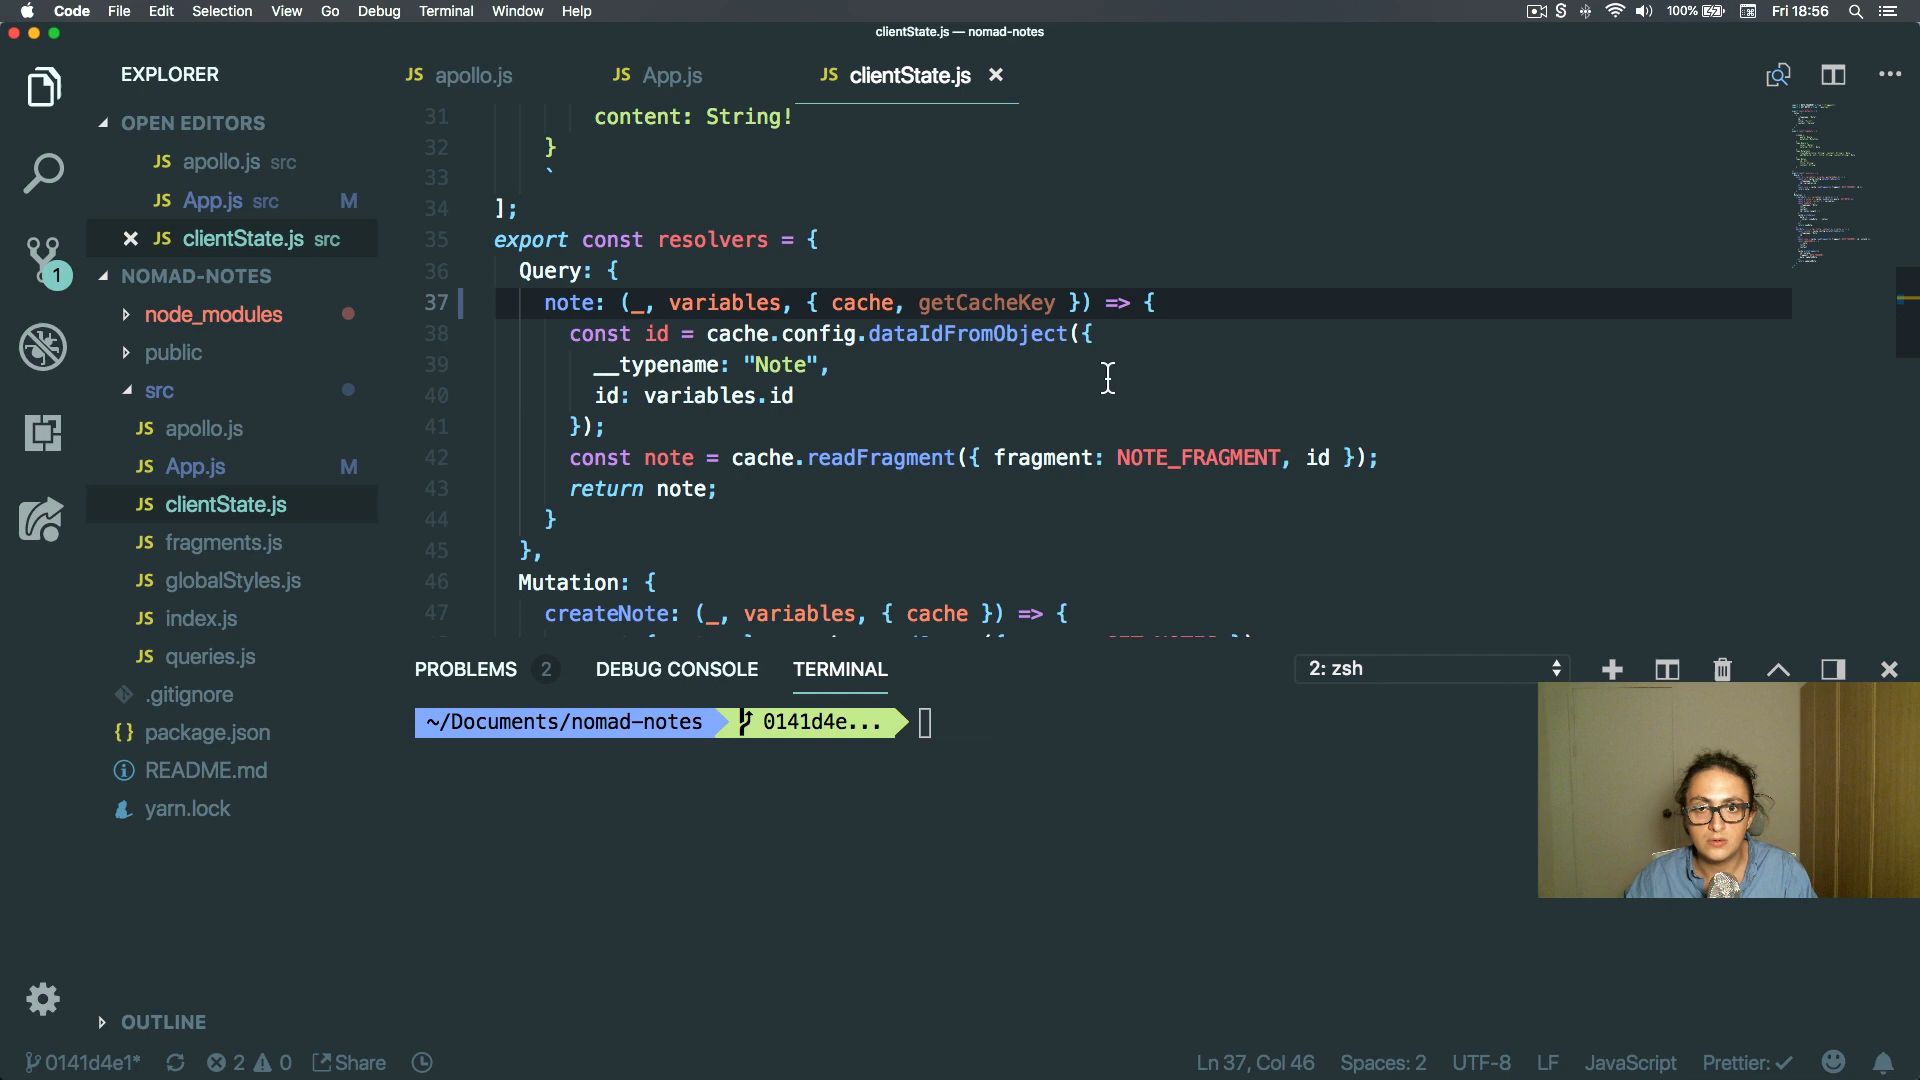 Code File Edit Selection View Go Debug Terminal Window Help
100% Fri 18:56
clientState.js — nomad-notes
EXPLORER
OPEN EDITORS
JS apollo.js src
JS App.js src M
JS clientState.js src
NOMAD-NOTES
node_modules
public
src
JS apollo.js
JS App.js M
JS clientState.js
JS fragments.js
JS globalStyles.js
JS index.js
JS queries.js
.gitignore
{} package.json
README.md
yarn.lock
OUTLINE
1
JS apollo.js JS App.js JS clientState.js
31 content: String!
32 }
33 `
34 ];
35 export const resolvers = {
36 Query: {
37 note: (_, variables, { cache, getCacheKey }) => {
38 const id = cache.config.dataIdFromObject({
39 __typename: "Note",
40 id: variables.id
41 });
42 const note = cache.readFragment({ fragment: NOTE_FRAGMENT, id });
43 return note;
44 }
45 },
46 Mutation: {
47 createNote: (_, variables, { cache }) => {
PROBLEMS 2 DEBUG CONSOLE TERMINAL
2: zsh
~/Documents/nomad-notes 0141d4e...
0141d4e1* 2 0 Share
Ln 37, Col 46 Spaces: 2 UTF-8 LF JavaScript Prettier: ✓